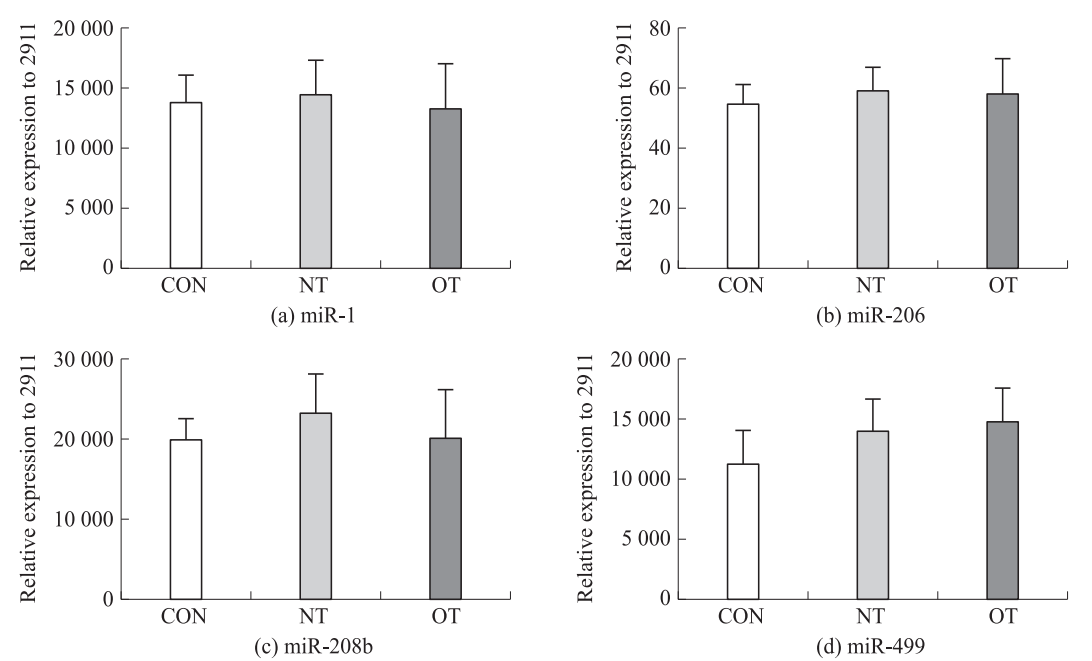 Relative expression to 2911
20 000
15 000
10 000
5 000
0
CON NT OT
(a) miR-1
Relative expression to 2911
80
60
40
20
0
CON NT OT
(b) miR-206
Relative expression to 2911
30 000
20 000
10 000
0
CON NT OT
(c) miR-208b
Relative expression to 2911
20 000
15 000
10 000
5 000
0
CON NT OT
(d) miR-499